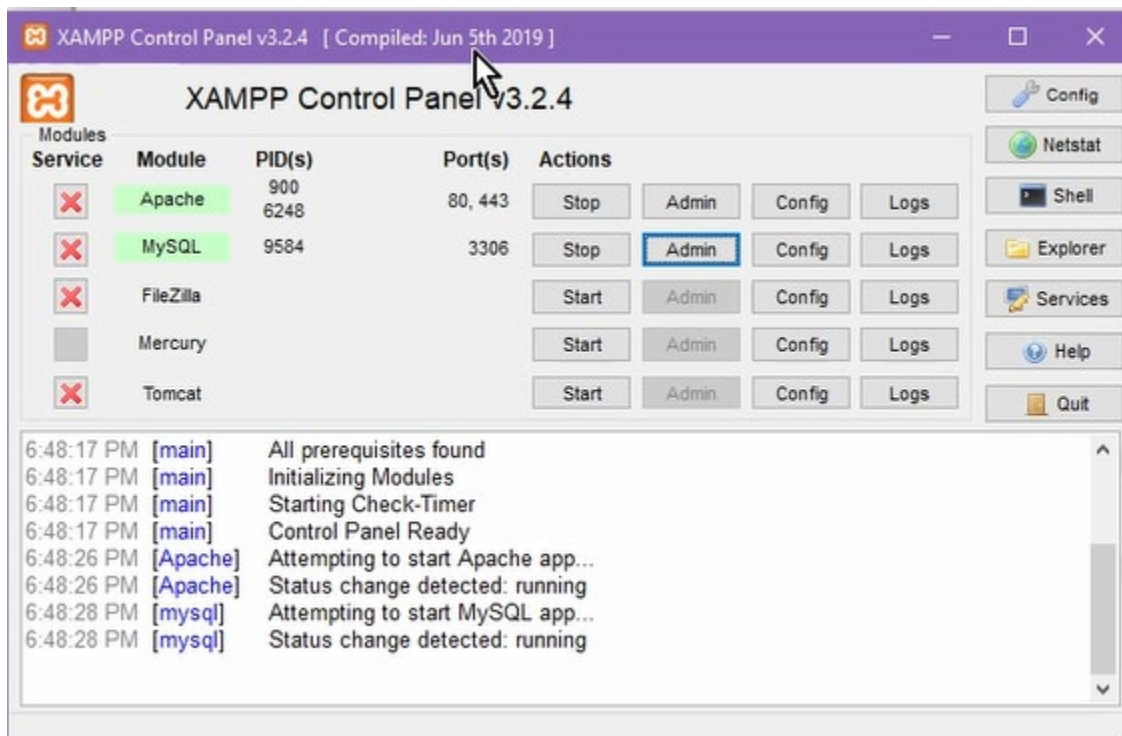 XAMPP Control Panel v3.2.4 [ Compiled: Jun 5th 2019 ]
XAMPP Control Panel v3.2.4
Config
Modules
Service Module PID(s) Port(s) Actions
Netstat
Apache 900 6248 80, 443 Stop Admin Config Logs
Shell
MySQL 9584 3306 Stop Admin Config Logs
Explorer
FileZilla Start Admin Config Logs
Services
Mercury Start Admin Config Logs
Help
Tomcat Start Admin Config Logs
Quit
6:48:17 PM [main] All prerequisites found
6:48:17 PM [main] Initializing Modules
6:48:17 PM [main] Starting Check-Timer
6:48:17 PM [main] Control Panel Ready
6:48:26 PM [Apache] Attempting to start Apache app...
6:48:26 PM [Apache] Status change detected: running
6:48:28 PM [mysql] Attempting to start MySQL app...
6:48:28 PM [mysql] Status change detected: running